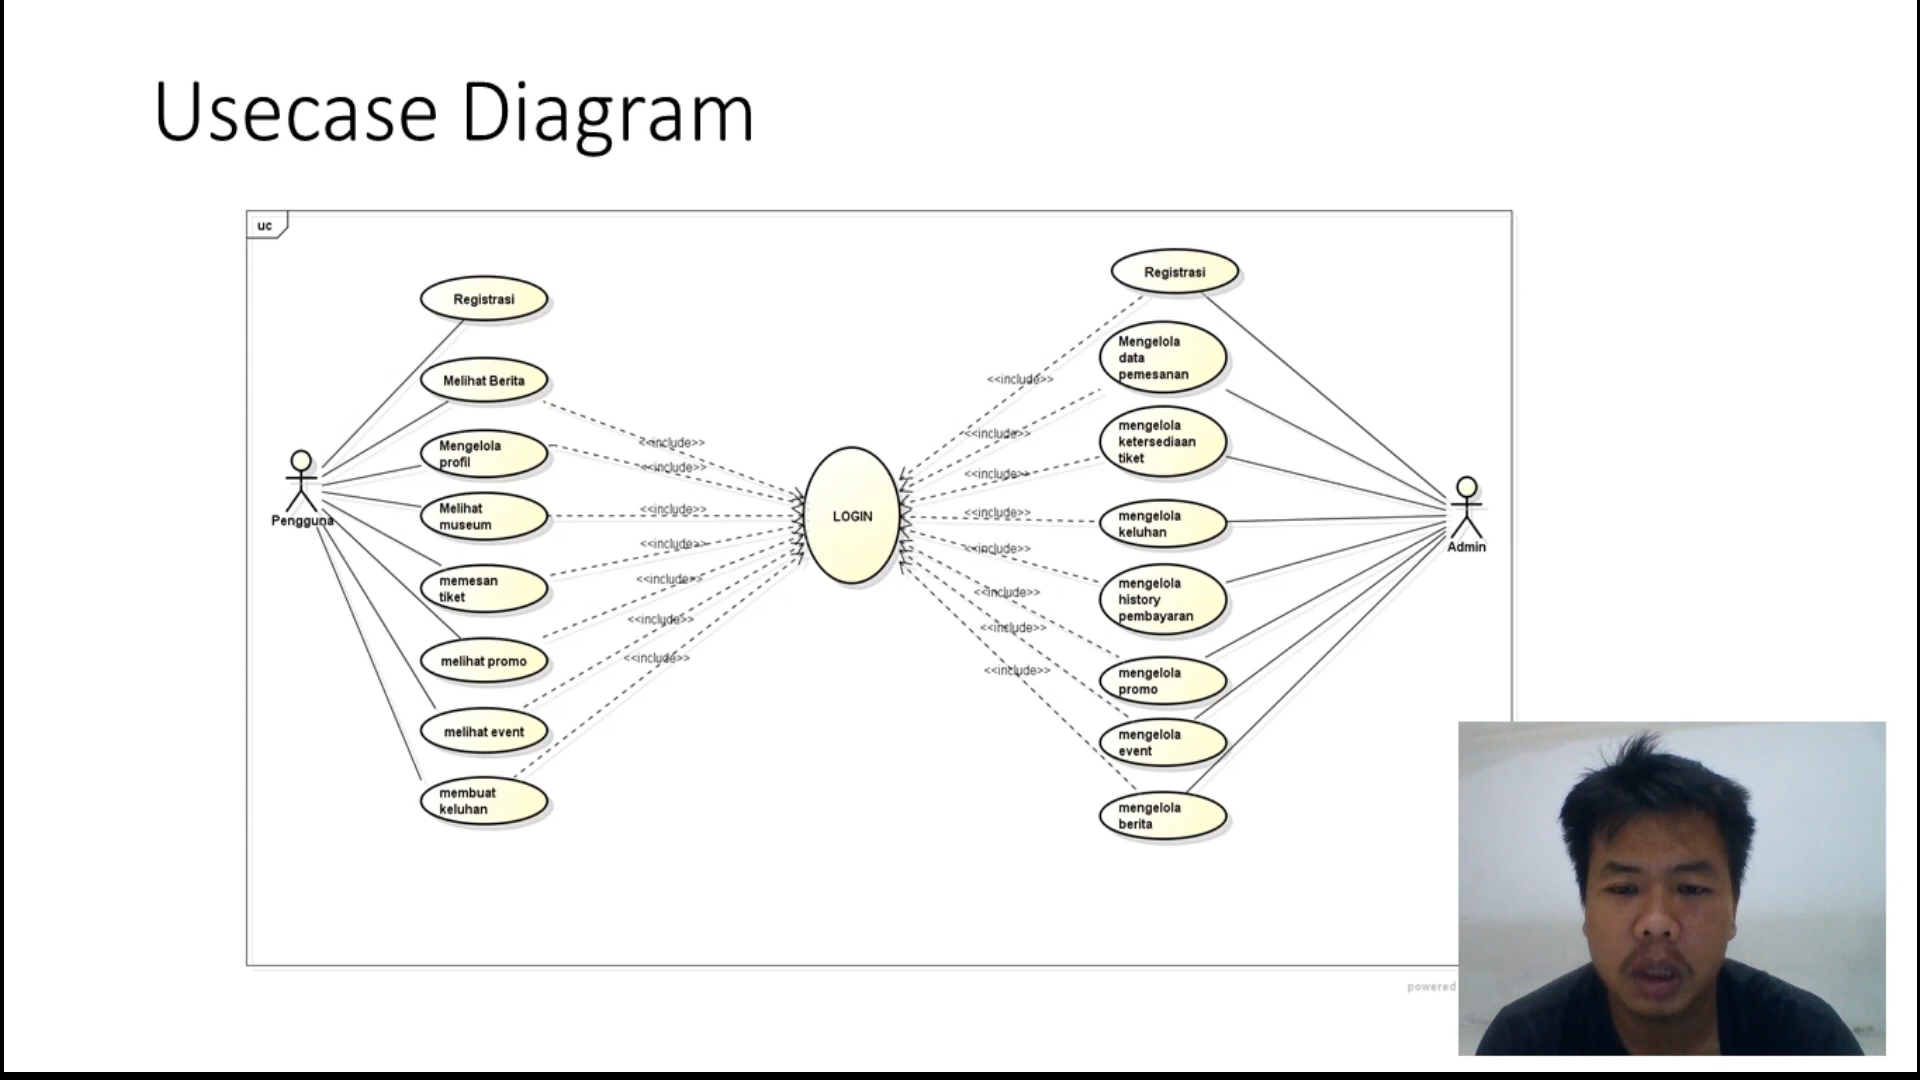 Usecase Diagram
uc
Registrasi
Melihat Berita
Mengelola
profil
Melihat
museum
memesan
tiket
melihat promo
melihat event
membuat
keluhan
Pengguna
<<include>>
<<include>>
<<include>>
<<include>>
<<include>>
<<include>>
<<include>>
LOGIN
<<include>>
<<include>>
<<include>>
<<include>>
<<include>>
<<include>>
<<include>>
<<include>>
Registrasi
Mengelola
data
pemesanan
mengelola
ketersediaan
tiket
mengelola
keluhan
mengelola
history
pembayaran
mengelola
promo
mengelola
event
mengelola
berita
Admin
powered